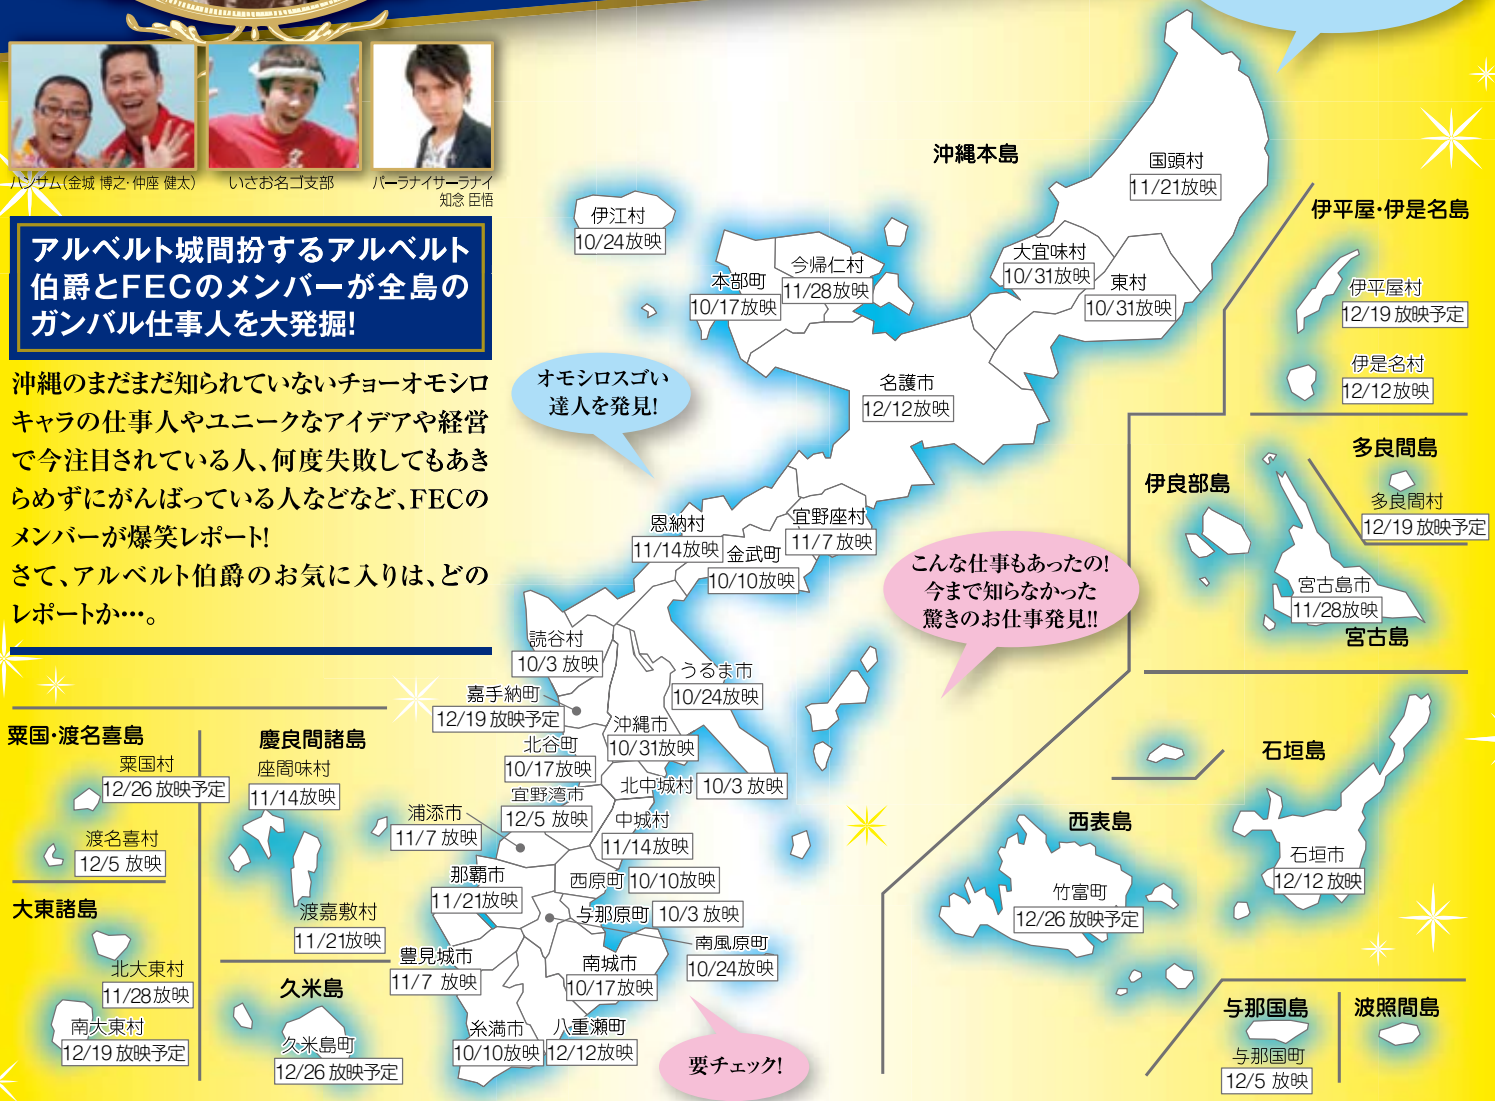 ハンサム(金城 博之・仲座 健太)
いさお名ゴ支部
パーラナイサーラナイ
知念 臣悟
アルベルト城間扮するアルベルト
伯爵とFECのメンバーが全島の
ガンバル仕事人を大発掘!
沖縄のまだまだ知られていないチョーオモシロ
キャラの仕事人やユニークなアイデアや経営
で今注目されている人、何度失敗してもあき
らめずにがんばっている人などなど、FECの
メンバーが爆笑レポート!
さて、アルベルト伯爵のお気に入りは、どの
レポートか…。
沖縄本島
国頭村
11/21放映
伊江村
10/24放映
大宜味村
10/31放映
今帰仁村
11/28放映
本部町
10/17放映
東村
10/31放映
名護市
12/12放映
オモシロスゴい
達人を発見!
恩納村
11/14放映
宜野座村
11/7 放映
金武町
10/10放映
こんな仕事もあったの!
今まで知らなかった
驚きのお仕事発見!!
読谷村
10/3 放映
うるま市
10/24放映
嘉手納町
12/19 放映予定
沖縄市
10/31放映
北谷町
10/17放映
北中城村
10/3 放映
宜野湾市
12/5 放映
浦添市
11/7 放映
中城村
11/14放映
那覇市
11/21放映
西原町
10/10放映
与那原町
10/3 放映
南風原町
10/24放映
豊見城市
11/7 放映
南城市
10/17放映
糸満市
10/10放映
八重瀬町
12/12放映
要チェック!
伊平屋・伊是名島
伊平屋村
12/19 放映予定
伊是名村
12/12放映
多良間島
多良間村
12/19 放映予定
伊良部島
宮古島市
11/28放映
宮古島
石垣島
石垣市
12/12 放映
西表島
竹富町
12/26 放映予定
与那国島
与那国町
12/5 放映
波照間島
粟国・渡名喜島
粟国村
12/26 放映予定
渡名喜村
12/5 放映
慶良間諸島
座間味村
11/14放映
渡嘉敷村
11/21放映
大東諸島
北大東村
11/28放映
南大東村
12/19 放映予定
久米島
久米島町
12/26 放映予定